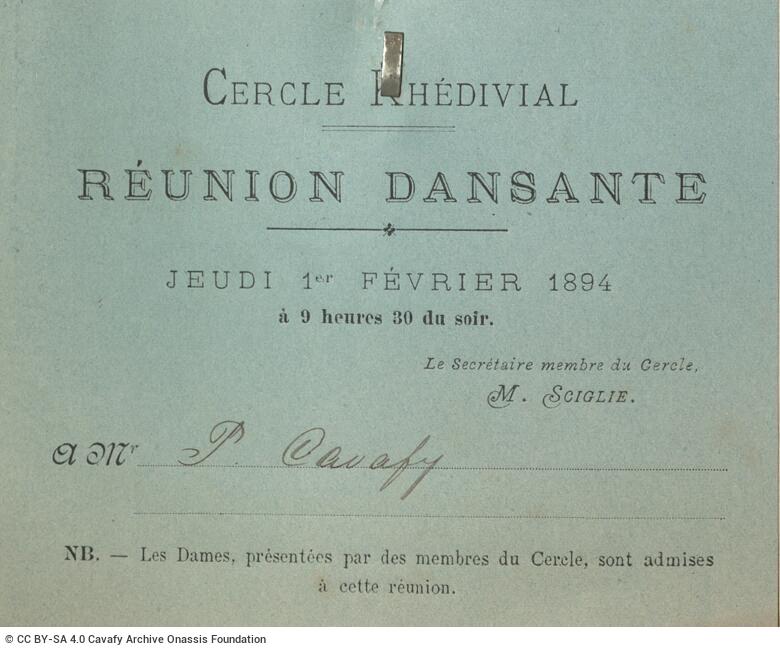 CERCLE KHÉDIVIAL
RÉUNION DANSANTE
JEUDI 1er FÉVRIER 1894
à 9 heures 30 du soir.
Le Secrétaire membre du Cercle,
M. SCIGLIE.
A Mr P. Cavafy
NB. — Les Dames, présentées par des membres du Cercle, sont admises
à cette réunion.
© CC BY-SA 4.0 Cavafy Archive Onassis Foundation